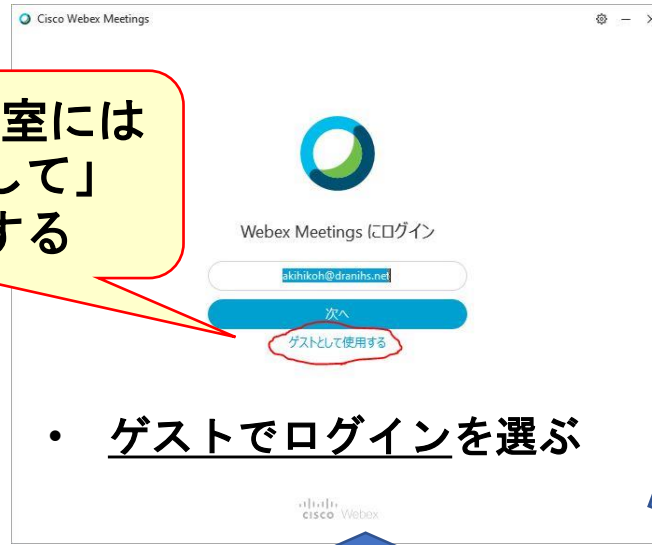 Cisco Webex Meetings
室には
して」
する
Webex Meetings にログイン
akihikoh@dranihs.net
次へ
ゲストとして使用する
• ゲストでログインを選ぶ
cisco Webex